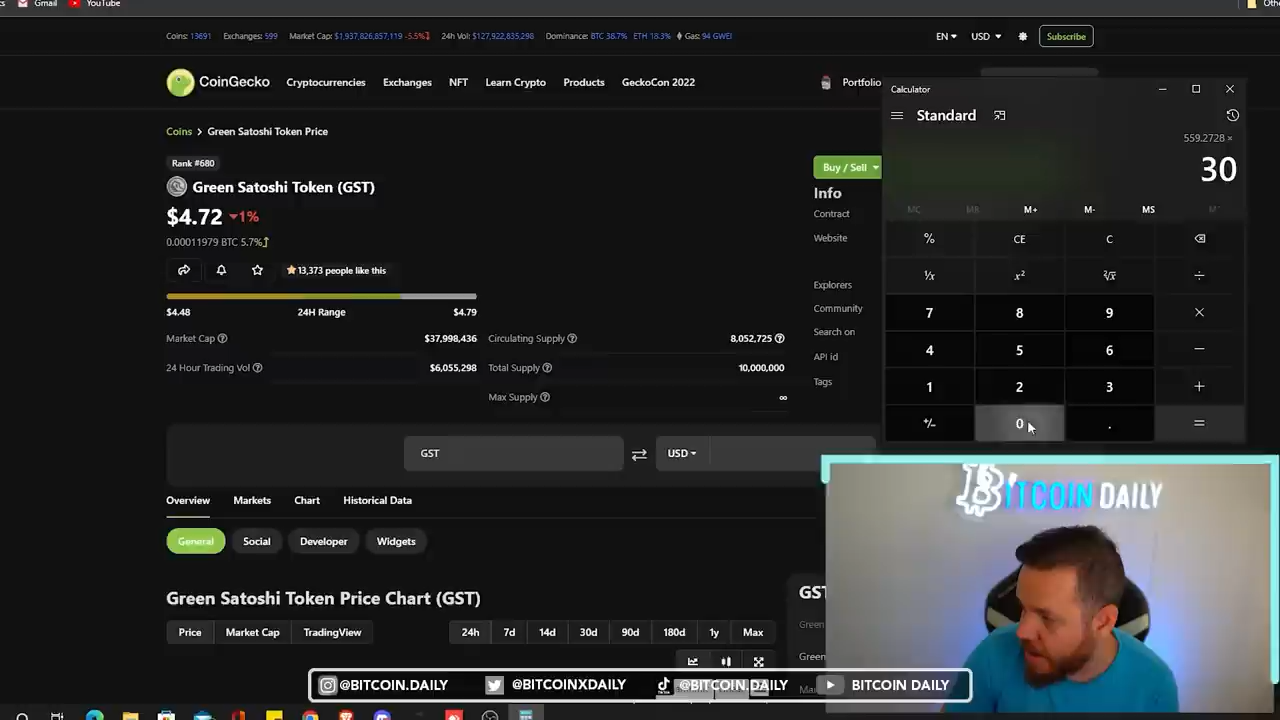 Gmail
YouTube
Coins: 13691 Exchanges: 599 Market Cap: $1,937,826,857,119 -5.5% 24h Vol: $127,922,835,298 Dominance: BTC 38.7% ETH 18.3% Gas: 94 GWEI
EN USD Subscribe
CoinGecko Cryptocurrencies Exchanges NFT Learn Crypto Products GeckoCon 2022 Portfolio
Coins > Green Satoshi Token Price
Rank #680
Green Satoshi Token (GST)
$4.72 1%
0.00011979 BTC 5.7%
13,373 people like this
$4.48 24H Range $4.79
Market Cap $37,998,436
24 Hour Trading Vol $6,055,298
Circulating Supply 8,052,725
Total Supply 10,000,000
Max Supply ∞
Buy / Sell
Info
Contract
Website
Explorers
Community
Search on
API id
Tags
GST USD
Overview Markets Chart Historical Data
General Social Developer Widgets
Green Satoshi Token Price Chart (GST)
Price Market Cap TradingView 24h 7d 14d 30d 90d 180d 1y Max
GST
Green
Calculator
Standard
559.2728 ×
30
MC MR M+ M- MS
% CE C
¹/x x² ²√x ÷
7 8 9 ×
4 5 6 −
1 2 3 +
+/- 0 . =
BITCOIN DAILY
@BITCOIN.DAILY @BITCOINXDAILY @BITCOIN.DAILY BITCOIN DAILY